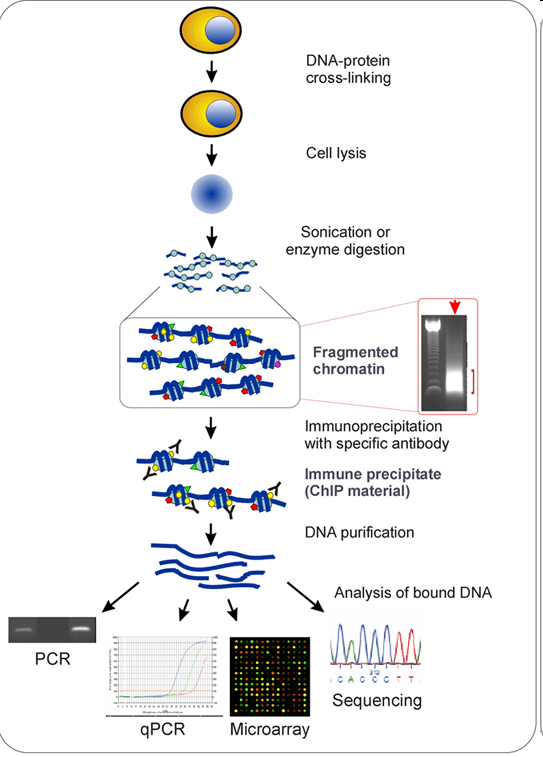 DNA-protein
cross-linking
Cell lysis
Sonication or
enzyme digestion
Fragmented
chromatin
Immunoprecipitation
with specific antibody
Immune precipitate
(ChIP material)
DNA purification
Analysis of bound DNA
PCR
qPCR
Microarray
G A C C C T T
Sequencing